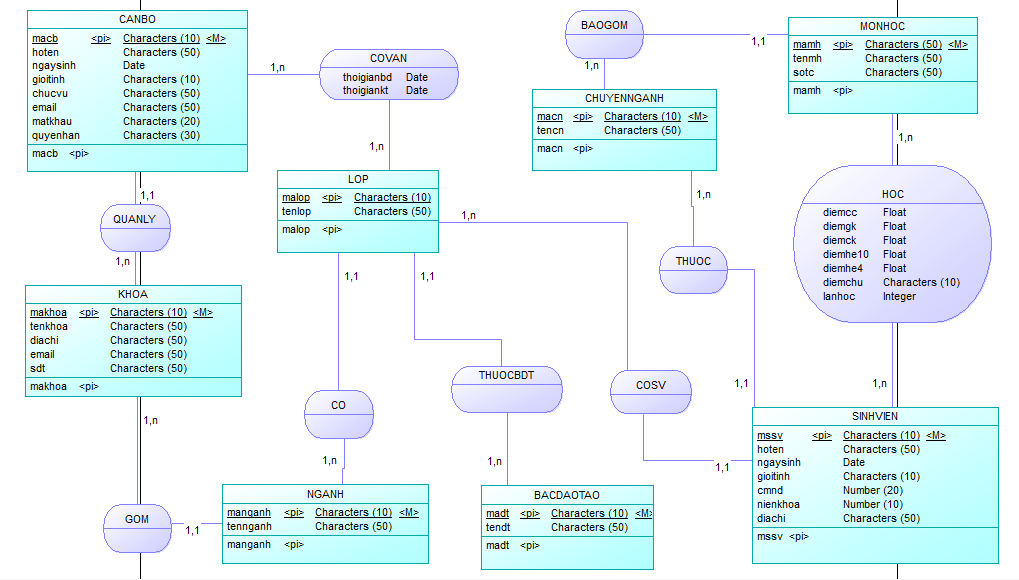 CANBO
macb <pi> Characters (10) <M>
hoten Characters (50)
ngaysinh Date
gioitinh Characters (10)
chucvu Characters (50)
email Characters (50)
matkhau Characters (20)
quyenhan Characters (30)
macb <pi>
1,n
COVAN
thoigianbd Date
thoigiankt Date
1,n
BAOGOM
1,1
1,n
MONHOC
mamh <pi> Characters (50) <M>
tenmh Characters (50)
sotc Characters (50)
mamh <pi>
CHUYENNGANH
macn <pi> Characters (10) <M>
tencn Characters (50)
macn <pi>
1,n
1,n
LOP
malop <pi> Characters (10)
tenlop Characters (50)
malop <pi>
1,n
1,1
1,1
1,1
QUANLY
1,n
HOC
diemcc Float
diemgk Float
diemck Float
diemhe10 Float
diemhe4 Float
diemchu Characters (10)
lanhoc Integer
1,n
THUOC
1,1
KHOA
makhoa <pi> Characters (10) <M>
tenkhoa Characters (50)
diachi Characters (50)
email Characters (50)
sdt Characters (50)
makhoa <pi>
1,n
CO
1,n
THUOCBDT
1,n
COSV
1,1
SINHVIEN
mssv <pi> Characters (10) <M>
hoten Characters (50)
ngaysinh Date
gioitinh Characters (10)
cmnd Number (20)
nienkhoa Number (10)
diachi Characters (50)
mssv <pi>
GOM
1,1
NGANH
manganh <pi> Characters (10) <M>
tennganh Characters (50)
manganh <pi>
BACDAOTAO
madt <pi> Characters (10) <M>
tendt Characters (50)
madt <pi>